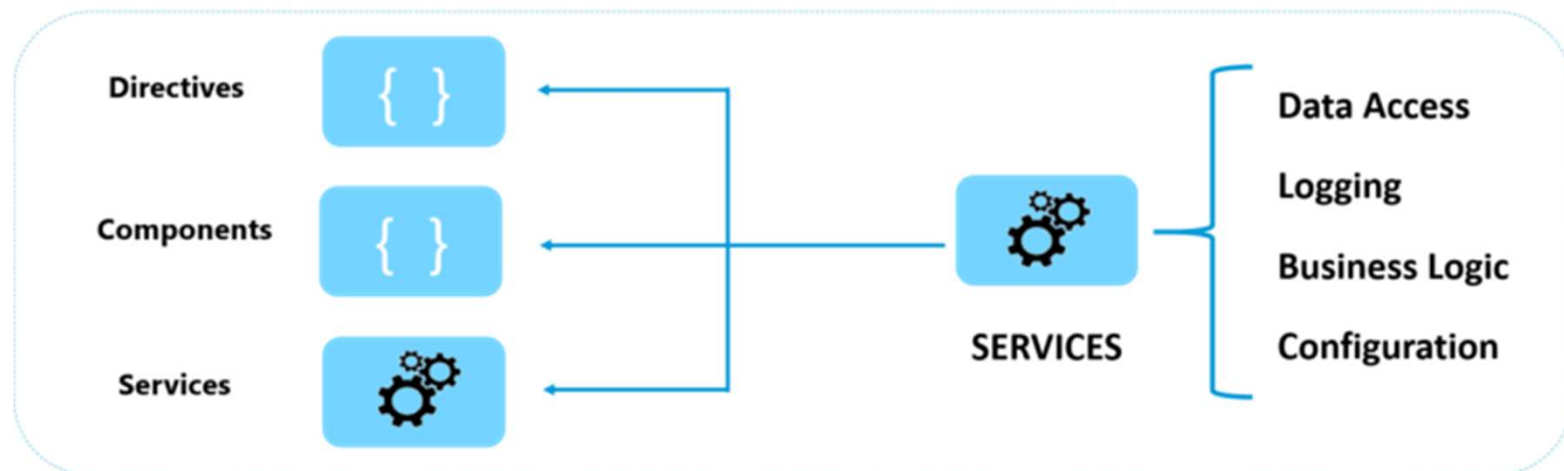 Directives
{ }
Components
{ }
Services
SERVICES
Data Access
Logging
Business Logic
Configuration